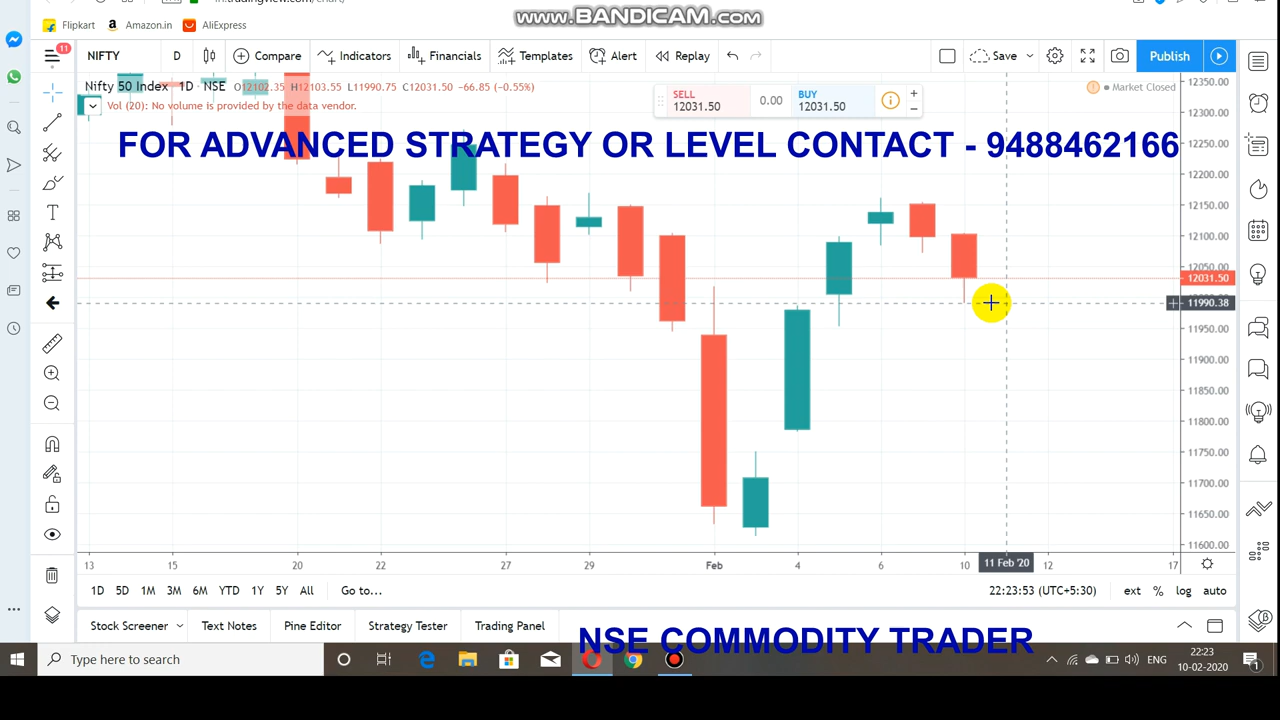 www.BANDICAM.com
Flipkart
Amazon.in
AliExpress
11
NIFTY
D
Compare
Indicators
Financials
Templates
Alert
Replay
Save
Publish
Nifty 50 Index 1D NSE O12102.35 H12103.55 L11990.75 C12031.50 -66.85 (-0.55%)
Vol (20): No volume is provided by the data vendor.
SELL
12031.50
0.00
BUY
12031.50
Market Closed
FOR ADVANCED STRATEGY OR LEVEL CONTACT - 9488462166
12350.00
12300.00
12250.00
12200.00
12150.00
12100.00
12050.00
12031.50
11990.38
11950.00
11900.00
11850.00
11800.00
11750.00
11700.00
11650.00
11600.00
13 15 20 22 27 29 Feb 4 6 10 11 Feb '20 12 17
1D 5D 1M 3M 6M YTD 1Y 5Y All Go to...
22:23:53 (UTC+5:30) ext % log auto
Stock Screener Text Notes Pine Editor Strategy Tester Trading Panel
NSE COMMODITY TRADER
Type here to search
ENG
22:23
10-02-2020
1